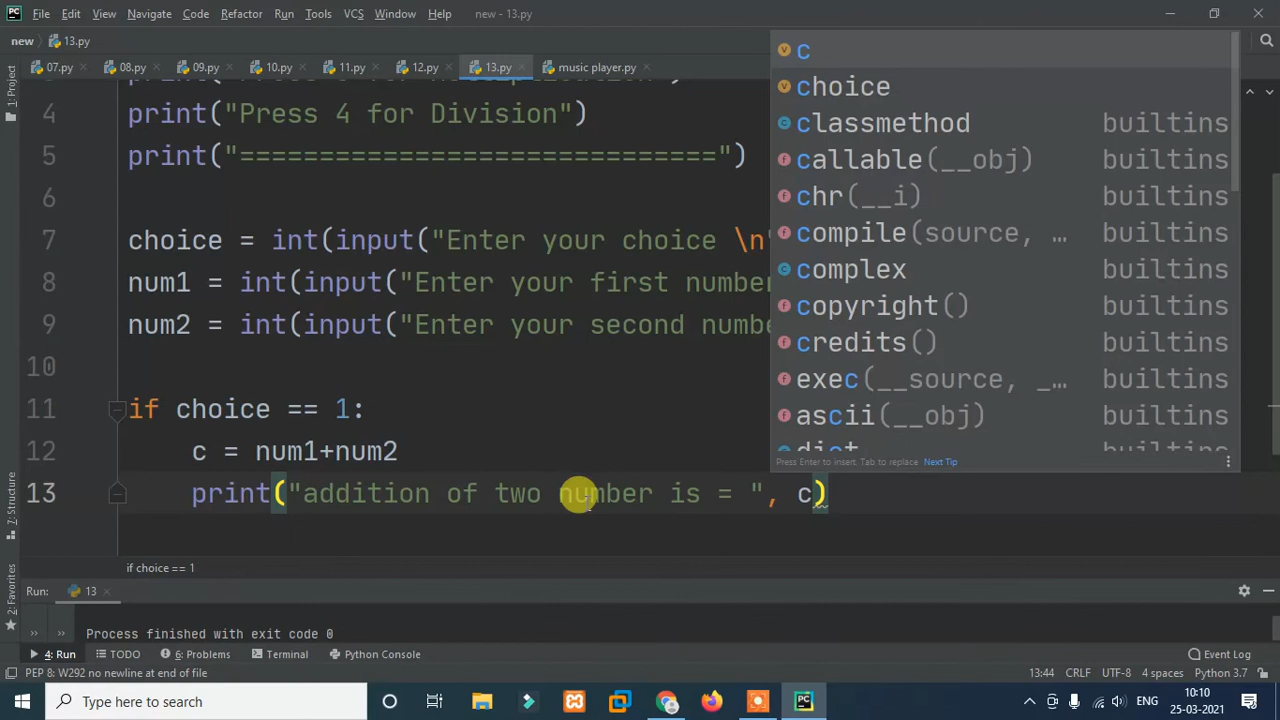 File Edit View Navigate Code Refactor Run Tools VCS Window Help new - 13.py
new 13.py
07.py 08.py 09.py 10.py 11.py 12.py 13.py music player.py
4 print("Press 4 for Division")
5 print("==============================")
6
7 choice = int(input("Enter your choice \n"
8 num1 = int(input("Enter your first number
9 num2 = int(input("Enter your second numbe
10
11 if choice == 1:
12 c = num1+num2
13 print("addition of two number is = ", c)
c
choice
classmethod builtins
callable(__obj) builtins
chr(__i) builtins
compile(source, … builtins
complex builtins
copyright() builtins
credits() builtins
exec(__source, _… builtins
ascii(__obj) builtins
Press Enter to insert, Tab to replace Next Tip
if choice == 1
1: Project
7: Structure
2: Favorites
Run: 13
Process finished with exit code 0
4: Run TODO 6: Problems Terminal Python Console Event Log
PEP 8: W292 no newline at end of file 13:44 CRLF UTF-8 4 spaces Python 3.7
Type here to search ENG 10:10
25-03-2021